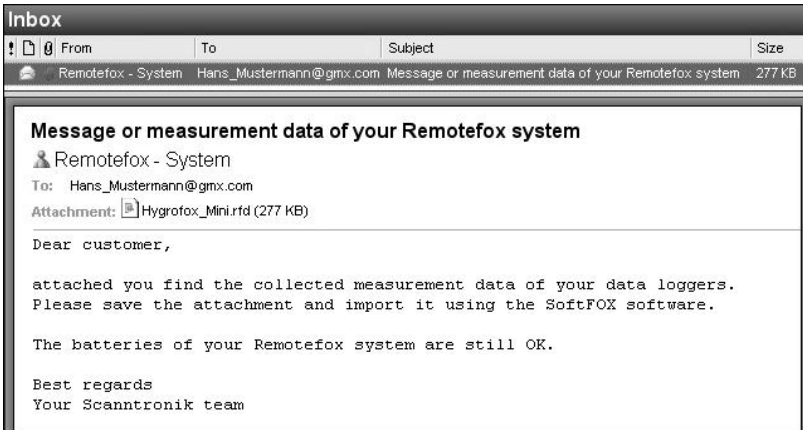 Inbox
! From To Subject Size
Remotefox - System Hans_Mustermann@gmx.com Message or measurement data of your Remotefox system 277 KB
Message or measurement data of your Remotefox system
Remotefox - System
To: Hans_Mustermann@gmx.com
Attachment: Hygrofox_Mini.rfd (277 KB)
Dear customer,
attached you find the collected measurement data of your data loggers.
Please save the attachment and import it using the SoftFOX software.
The batteries of your Remotefox system are still OK.
Best regards
Your Scanntronik team